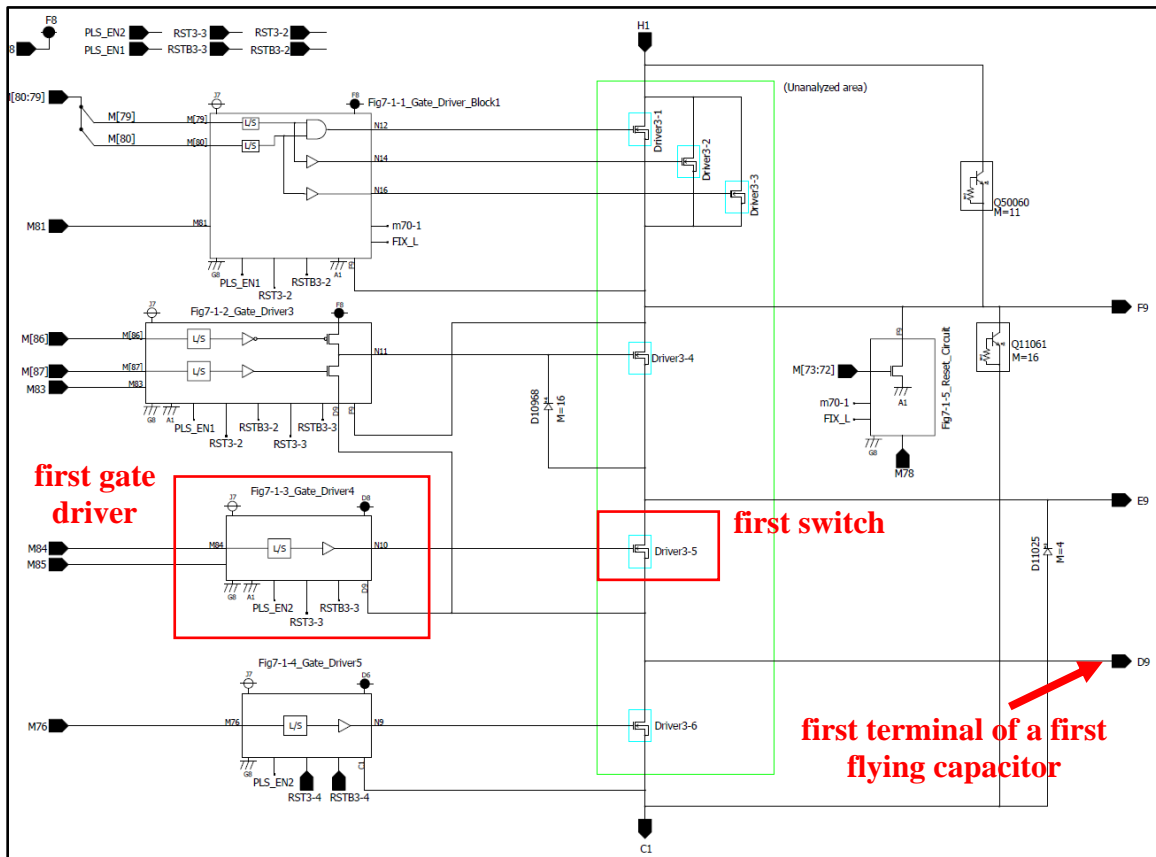 F8
PLS_EN2
RST3-3
RST3-2
H1
8
PLS_EN1
RSTB3-3
RSTB3-2
(Unanalyzed area)
M[80:79]
J7
F8
Fig7-1-1_Gate_Driver_Block1
M[79]
M[79]
L/S
N12
Driver3-1
M[80]
M[80]
L/S
N14
Driver3-2
N16
Driver3-3
Q50060
M=11
M81
M81
m70-1
FIX_L
G8
A1
F9
PLS_EN1
RST3-2
RSTB3-2
J7
Fig7-1-2_Gate_Driver3
F8
F9
M[86]
M[86]
L/S
N11
Driver3-4
Q11061
M=16
M[87]
M[87]
L/S
M83
M83
G8
A1
D9
F9
PLS_EN1
RST3-2
RSTB3-2
RST3-3
RSTB3-3
D10968
M=16
F9
M[73:72]
A1
m70-1
FIX_L
G8
M78
Fig7-1-5_Reset_Circuit
first gate
driver
J7
Fig7-1-3_Gate_Driver4
D8
E9
first switch
M84
M84
L/S
N10
Driver3-5
M85
G8
A1
D9
PLS_EN2
RST3-3
RSTB3-3
D11025
M=4
Fig7-1-4_Gate_Driver5
J7
D6
D9
M76
M76
L/S
N9
Driver3-6
first terminal of a first
flying capacitor
G8
C1
PLS_EN2
RST3-4
RSTB3-4
C1